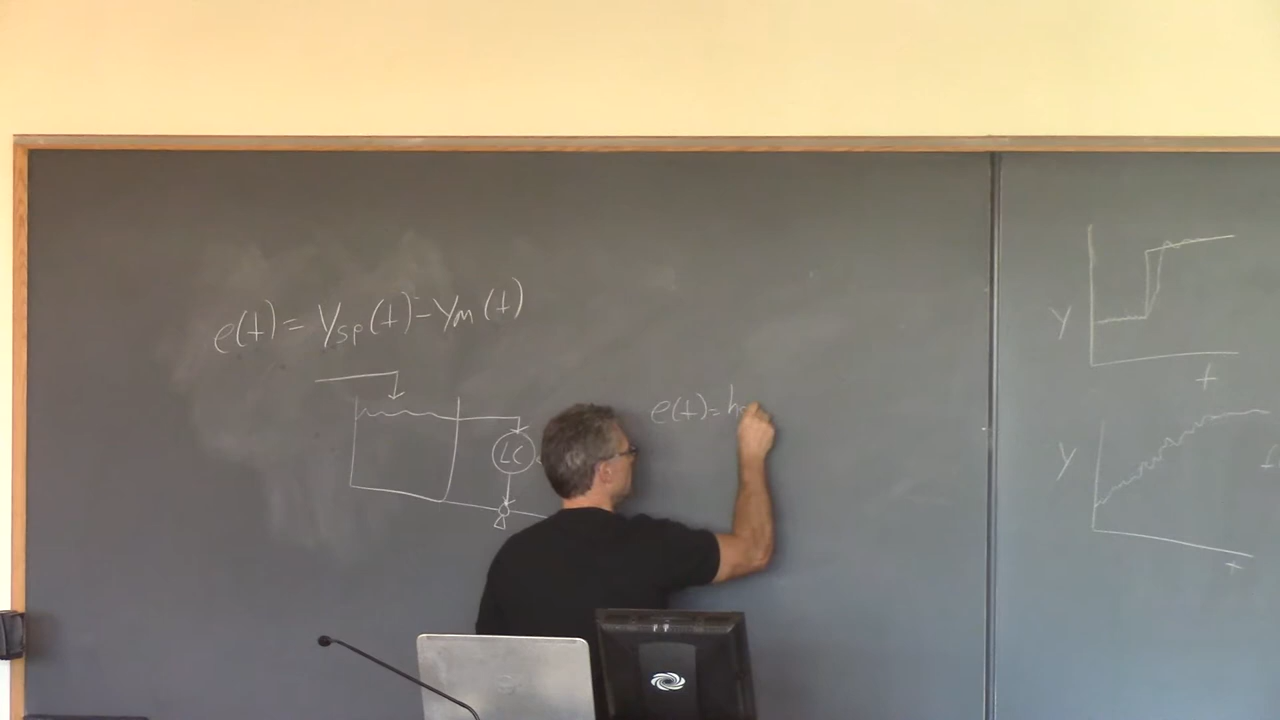 e(t) = Ysp(t) - Ym(t)
LC
e(t) = h
Y
t
Y
t